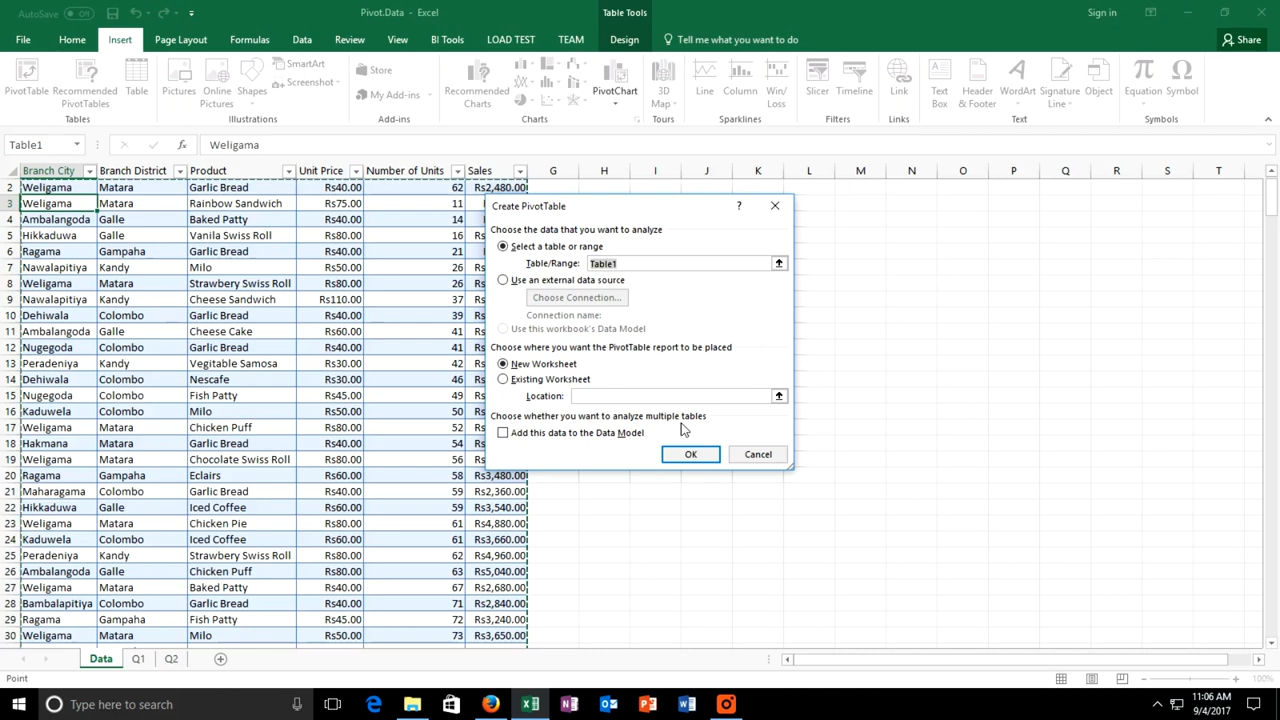 AutoSave Off Pivot.Data - Excel Table Tools Sign in
File Home Insert Page Layout Formulas Data Review View BI Tools LOAD TEST TEAM Design Tell me what you want to do Share
PivotTable Recommended PivotTables Table Pictures Online Pictures Shapes SmartArt Screenshot Store My Add-ins Recommended Charts PivotChart 3D Map Line Column Win/Loss Slicer Timeline Link Text Box Header & Footer WordArt Signature Line Object Equation Symbol
Tables Illustrations Add-ins Charts Tours Sparklines Filters Links Text Symbols
Table1 fx Weligama
Branch City Branch District Product Unit Price Number of Units Sales G H I J K L M N O P Q R S T
2 Weligama Matara Garlic Bread Rs40.00 62 Rs2,480.00
3 Weligama Matara Rainbow Sandwich Rs75.00 11
4 Ambalangoda Galle Baked Patty Rs40.00 14
5 Hikkaduwa Galle Vanila Swiss Roll Rs80.00 16
6 Ragama Gampaha Garlic Bread Rs40.00 21
7 Nawalapitiya Kandy Milo Rs50.00 26 Rs
8 Weligama Matara Strawbery Swiss Roll Rs80.00 26 Rs
9 Nawalapitiya Kandy Cheese Sandwich Rs110.00 37 Rs
10 Dehiwala Colombo Garlic Bread Rs40.00 39 Rs
11 Ambalangoda Galle Cheese Cake Rs60.00 41 Rs
12 Nugegoda Colombo Garlic Bread Rs40.00 41 Rs
13 Peradeniya Kandy Vegitable Samosa Rs30.00 42 Rs
14 Dehiwala Colombo Nescafe Rs30.00 46 Rs
15 Nugegoda Colombo Fish Patty Rs45.00 49 Rs
16 Kaduwela Colombo Milo Rs50.00 50 Rs
17 Weligama Matara Chicken Puff Rs80.00 52 Rs
18 Hakmana Matara Garlic Bread Rs40.00 54 Rs
19 Weligama Matara Chocolate Swiss Roll Rs80.00 56 Rs
20 Ragama Gampaha Eclairs Rs60.00 58 Rs3,480.00
21 Maharagama Colombo Garlic Bread Rs40.00 59 Rs2,360.00
22 Hikkaduwa Galle Iced Coffee Rs60.00 59 Rs3,540.00
23 Weligama Matara Chicken Pie Rs80.00 61 Rs4,880.00
24 Kaduwela Colombo Iced Coffee Rs60.00 61 Rs3,660.00
25 Peradeniya Kandy Strawbery Swiss Roll Rs80.00 62 Rs4,960.00
26 Ambalangoda Galle Chicken Puff Rs80.00 63 Rs5,040.00
27 Weligama Matara Baked Patty Rs40.00 67 Rs2,680.00
28 Bambalapitiya Colombo Garlic Bread Rs40.00 71 Rs2,840.00
29 Ragama Gampaha Fish Patty Rs45.00 72 Rs3,240.00
30 Weligama Matara Milo Rs50.00 73 Rs3,650.00
Create PivotTable ?
Choose the data that you want to analyze
Select a table or range
Table/Range: Table1
Use an external data source
Choose Connection...
Connection name:
Use this workbook's Data Model
Choose where you want the PivotTable report to be placed
New Worksheet
Existing Worksheet
Location:
Choose whether you want to analyze multiple tables
Add this data to the Data Model
OK Cancel
Data Q1 Q2
Point 100%
Type here to search 11:06 AM
9/4/2017